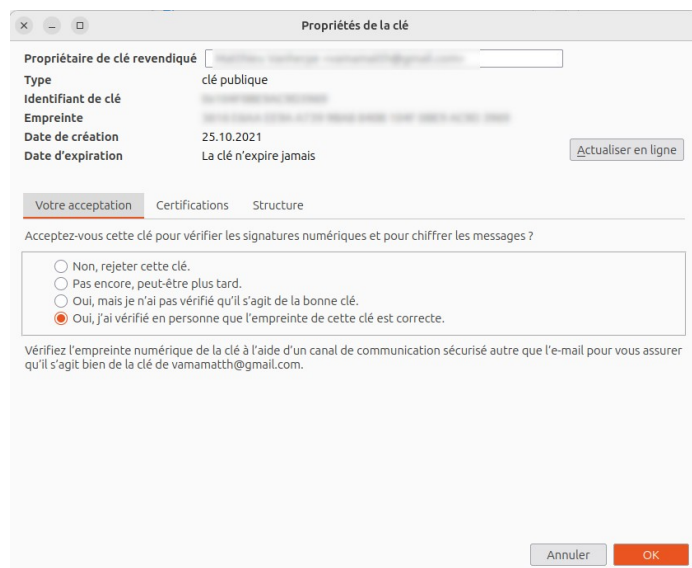 Propriétés de la clé
Propriétaire de clé revendiqué
Type clé publique
Identifiant de clé
Empreinte
Date de création 25.10.2021
Date d'expiration La clé n'expire jamais
Actualiser en ligne
Votre acceptation Certifications Structure
Acceptez-vous cette clé pour vérifier les signatures numériques et pour chiffrer les messages ?
Non, rejeter cette clé.
Pas encore, peut-être plus tard.
Oui, mais je n'ai pas vérifié qu'il s'agit de la bonne clé.
Oui, j'ai vérifié en personne que l'empreinte de cette clé est correcte.
Vérifiez l'empreinte numérique de la clé à l'aide d'un canal de communication sécurisé autre que l'e-mail pour vous assurer
qu'il s'agit bien de la clé de vamamatth@gmail.com.
Annuler OK